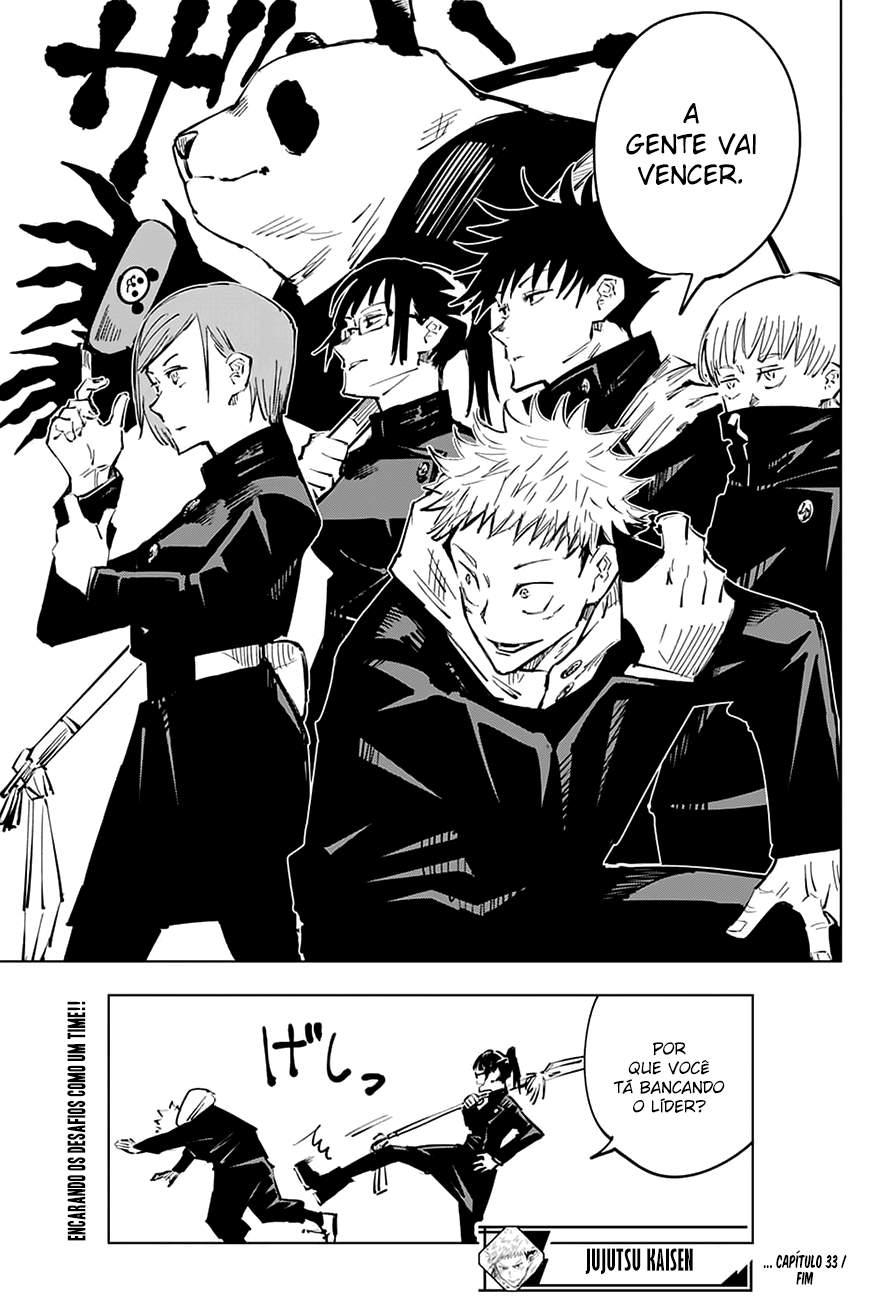 ザッ
A
GENTE VAI
VENCER.
ENCARANDO OS DESAFIOS COMO UM TIME!!
げしっ
POR
QUE VOCÊ
TÁ BANCANDO
O LÍDER?
JUJUTSU KAISEN
... CAPÍTULO 33 /
FIM